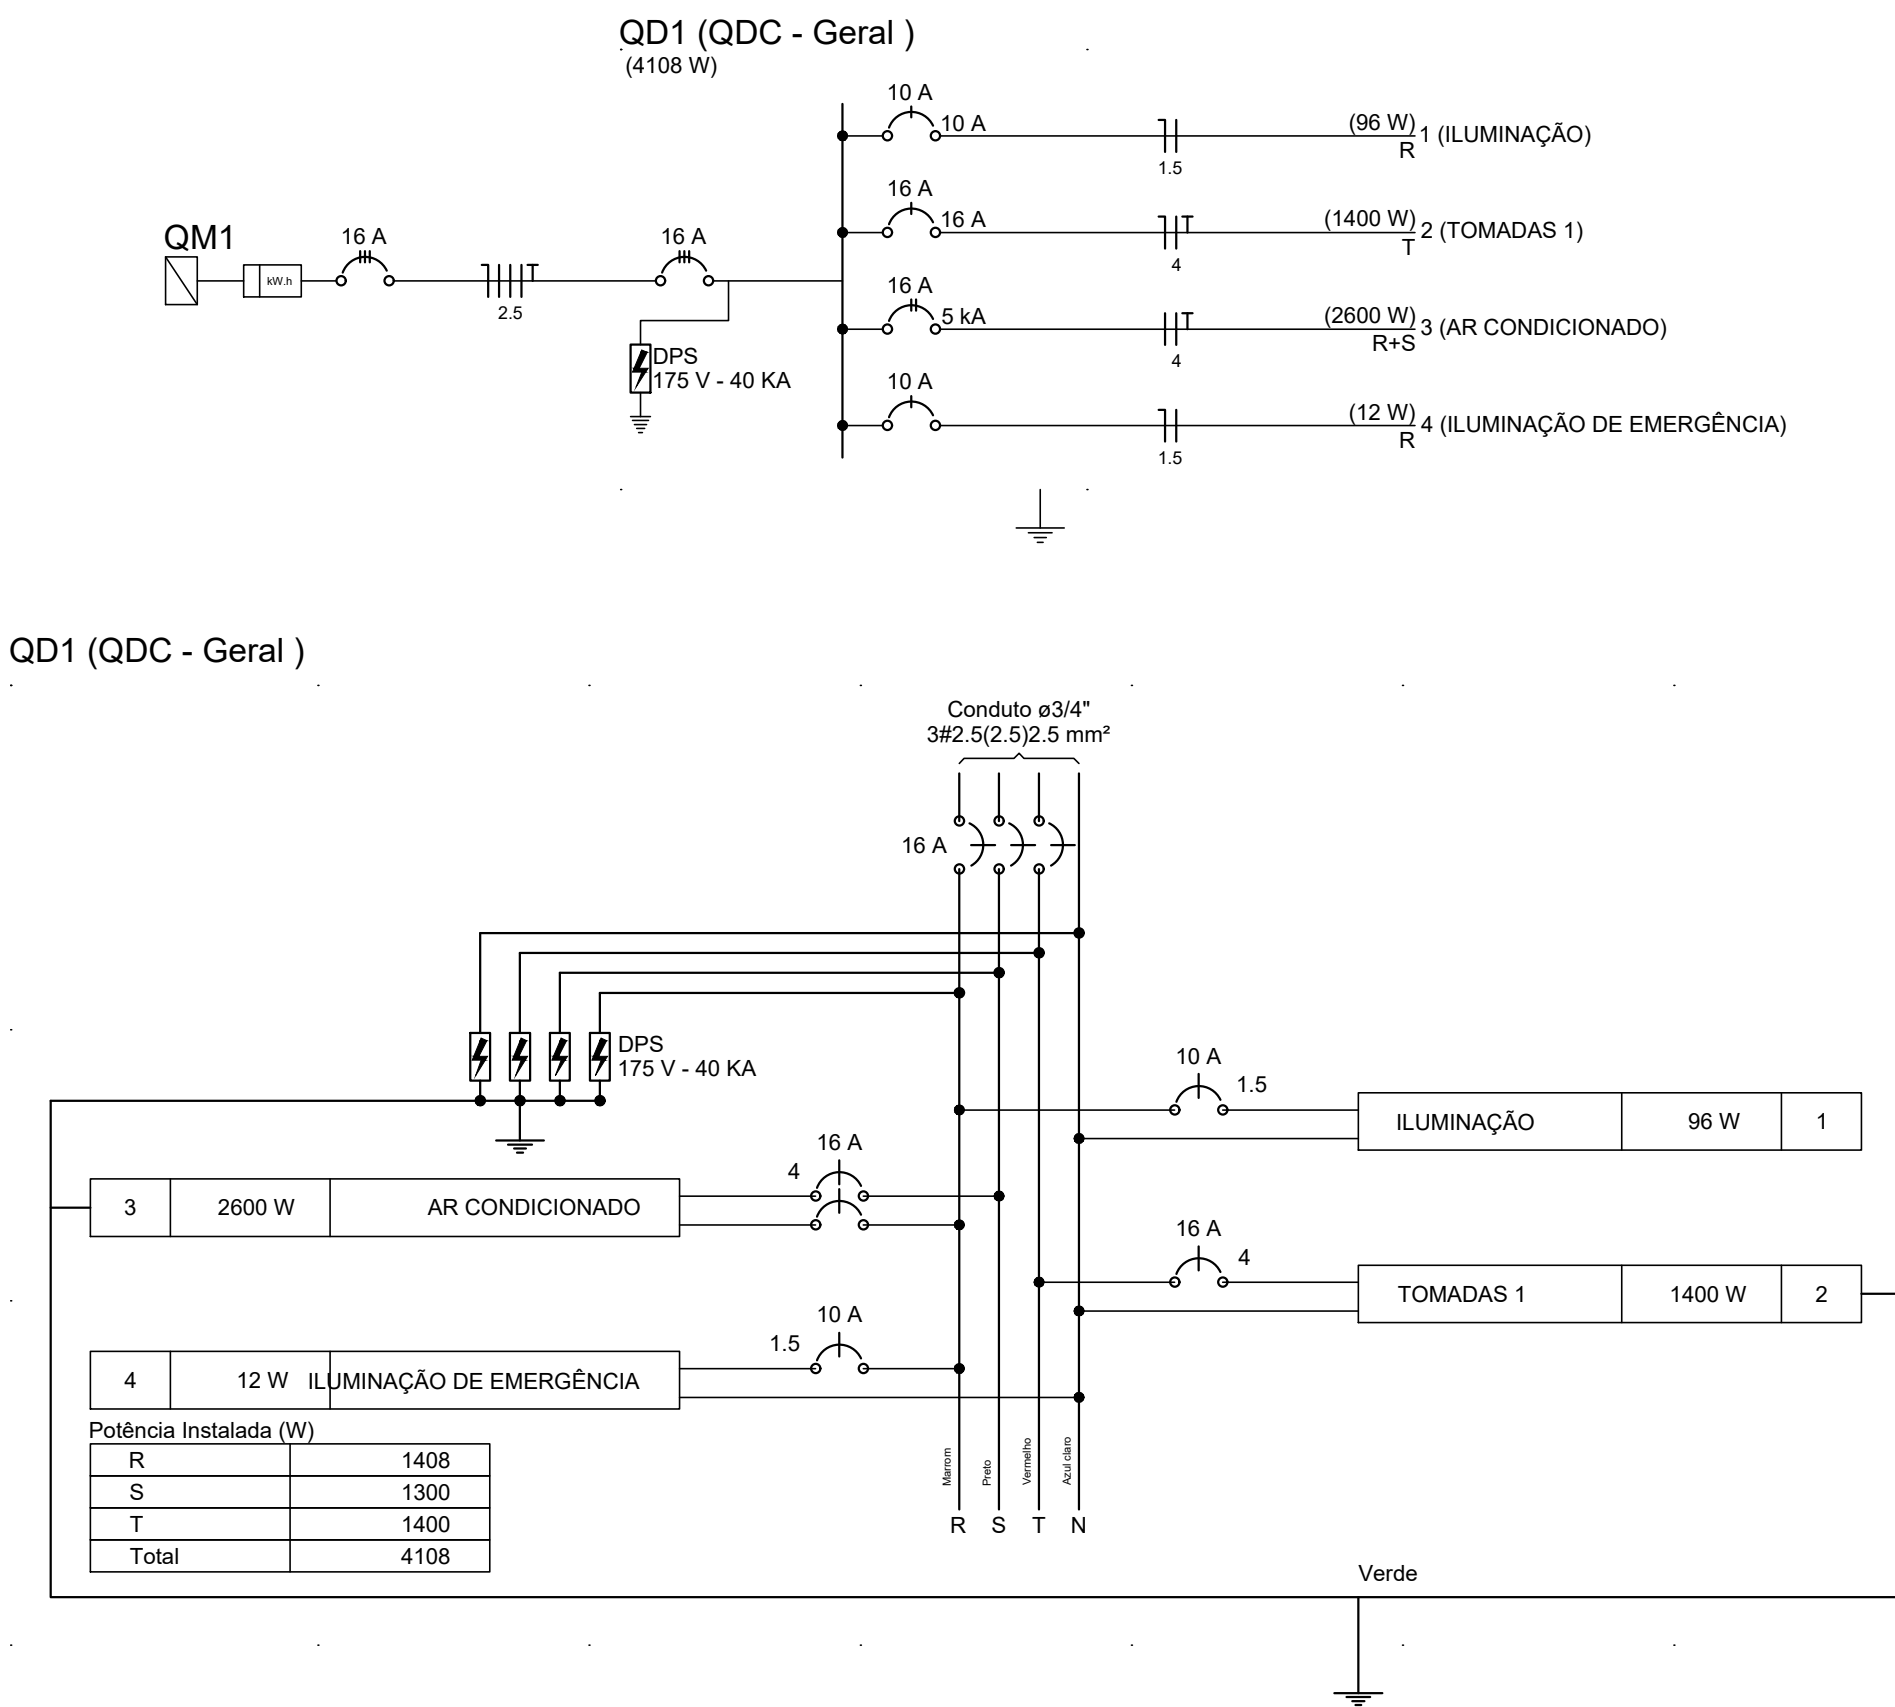 QD1 (QDC - Geral )
(4108 W)
10 A
10 A
(96 W)
1 (ILUMINAÇÃO)
R
1.5
16 A
16 A
(1400 W)
2 (TOMADAS 1)
T
4
QM1
16 A
16 A
kW.h
2.5
16 A
5 kA
(2600 W)
3 (AR CONDICIONADO)
R+S
4
DPS
175 V - 40 KA
10 A
(12 W)
4 (ILUMINAÇÃO DE EMERGÊNCIA)
R
1.5
QD1 (QDC - Geral )
Conduto ø3/4"
3#2.5(2.5)2.5 mm²
16 A
DPS
175 V - 40 KA
10 A
1.5
ILUMINAÇÃO 96 W 1
16 A
4
3 2600 W AR CONDICIONADO
16 A
4
TOMADAS 1 1400 W 2
10 A
1.5
4 12 W ILUMINAÇÃO DE EMERGÊNCIA
Potência Instalada (W)
R 1408
S 1300
T 1400
Total 4108
Marrom
Preto
Vermelho
Azul claro
R S T N
Verde